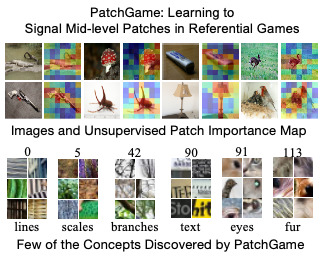 PatchGame: Learning to
Signal Mid-level Patches in Referential Games
Images and Unsupervised Patch Importance Map
0 5 42 90 91 113
lines scales branches text eyes fur
Few of the Concepts Discovered by PatchGame